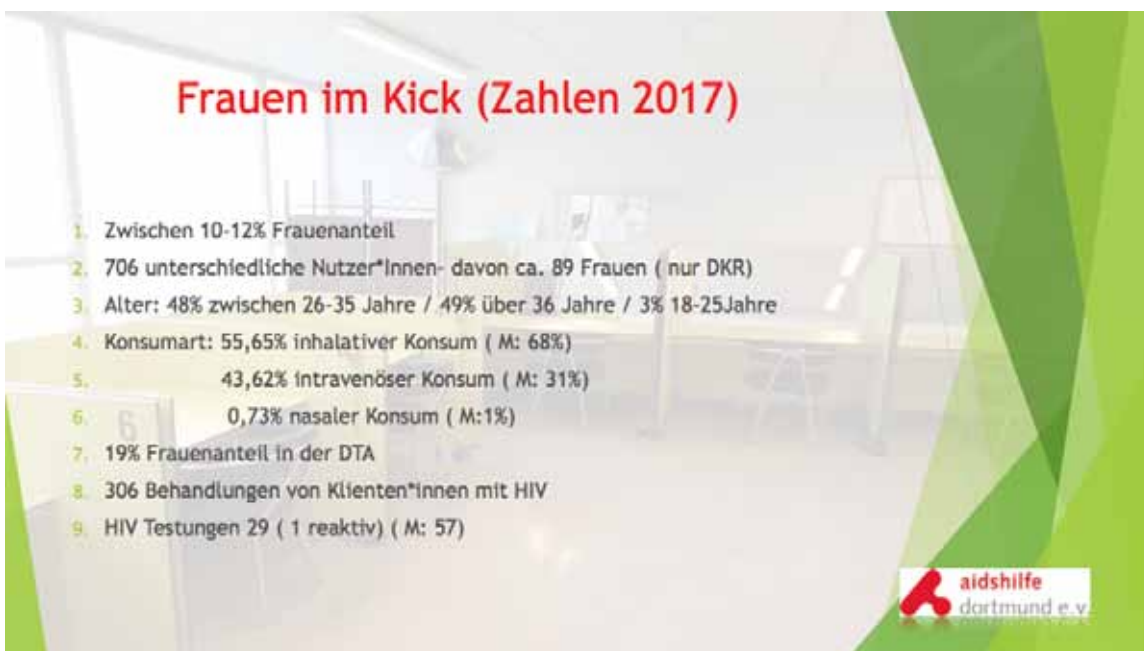 Frauen im Kick (Zahlen 2017)
1. Zwischen 10-12% Frauenanteil
2. 706 unterschiedliche Nutzer*Innen- davon ca. 89 Frauen ( nur DKR)
3. Alter: 48% zwischen 26-35 Jahre / 49% über 36 Jahre / 3% 18-25Jahre
4. Konsumart: 55,65% inhalativer Konsum ( M: 68%)
5. 43,62% intravenöser Konsum ( M: 31%)
6. 0,73% nasaler Konsum ( M:1%)
7. 19% Frauenanteil in der DTA
8. 306 Behandlungen von Klienten*innen mit HIV
9. HIV Testungen 29 ( 1 reaktiv) ( M: 57)
6
aidshilfe
dortmund e.v.